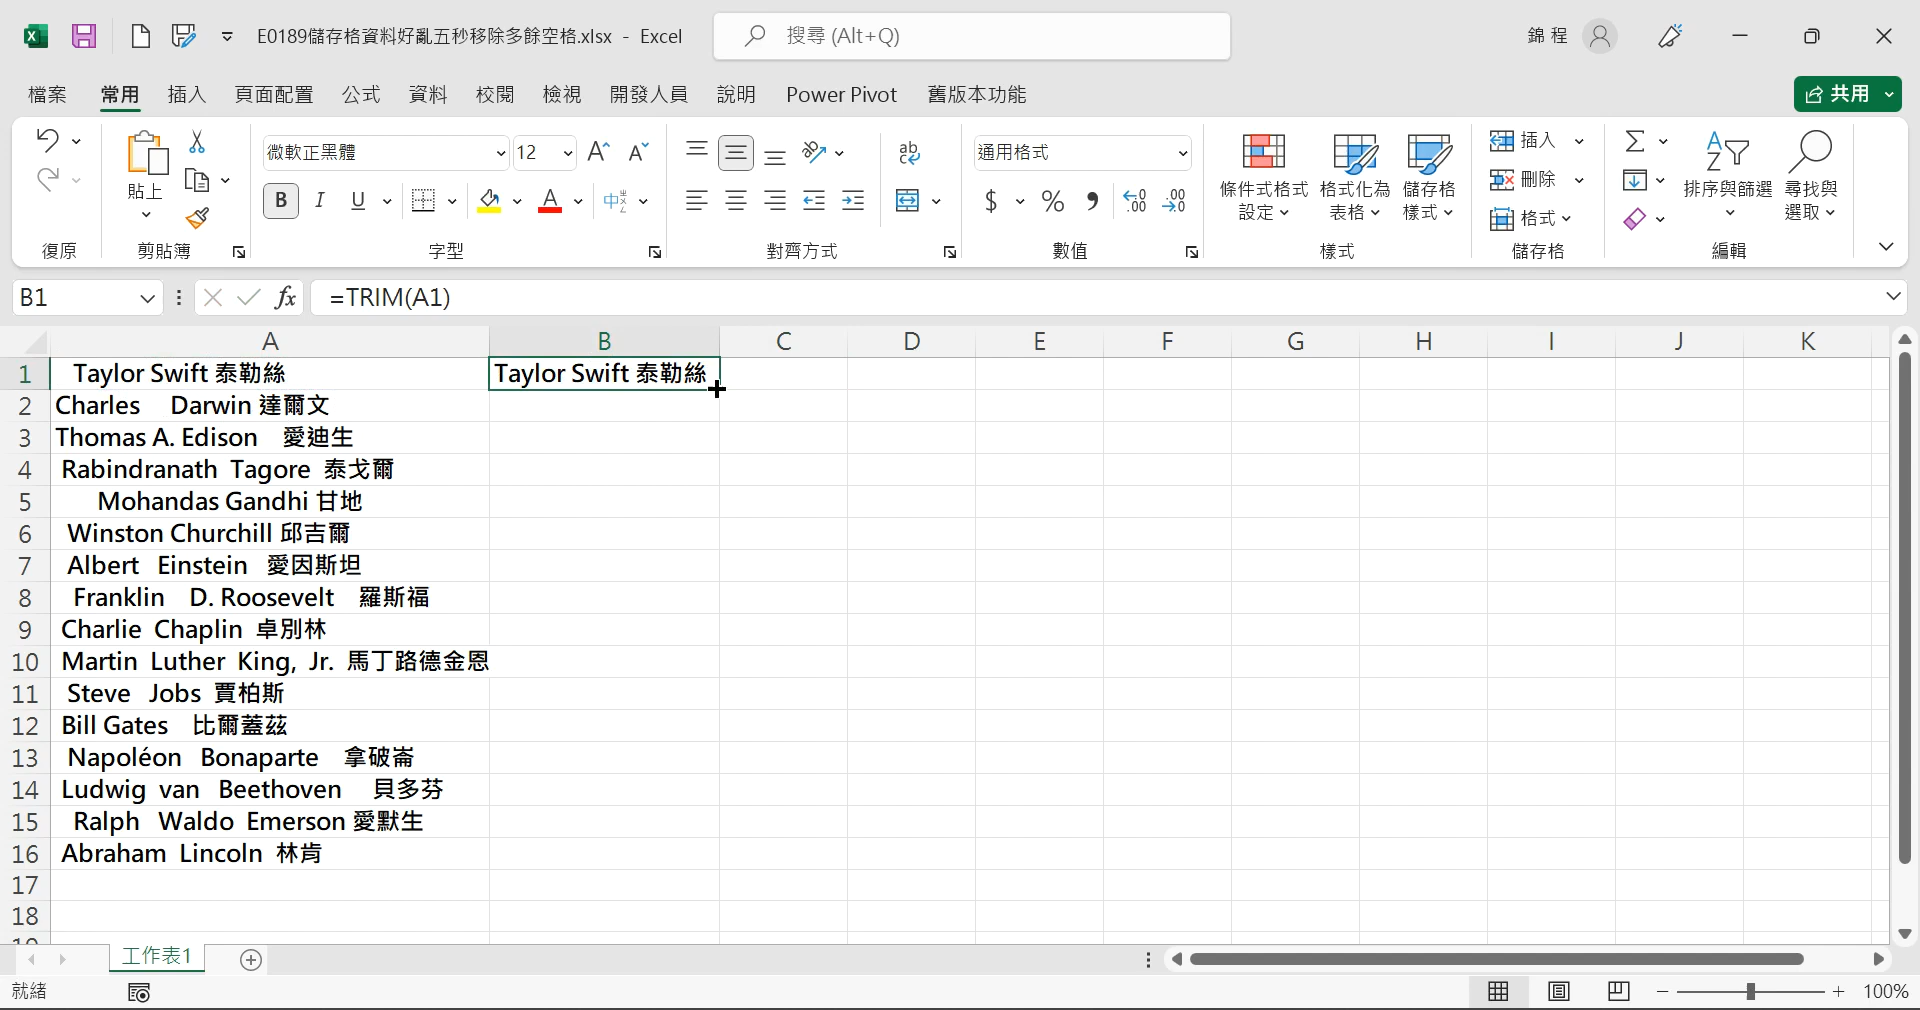 E0189儲存格資料好亂五秒移除多餘空格.xlsx - Excel
搜尋 (Alt+Q)
錦 程
檔案 常用 插入 頁面配置 公式 資料 校閱 檢視 開發人員 說明 Power Pivot 舊版本功能
共用
復原
貼上
剪貼簿
微軟正黑體 12
B I U A 中
字型
ab
對齊方式
通用格式
$ % , .00 .00
數值
條件式格式設定
格式化為表格
儲存格樣式
樣式
插入
刪除
格式
儲存格
Σ
排序與篩選
尋找與選取
編輯
B1 fx =TRIM(A1)
A B C D E F G H I J K
1 Taylor Swift 泰勒絲 Taylor Swift 泰勒絲
2 Charles Darwin 達爾文
3 Thomas A. Edison 愛迪生
4 Rabindranath Tagore 泰戈爾
5 Mohandas Gandhi 甘地
6 Winston Churchill 邱吉爾
7 Albert Einstein 愛因斯坦
8 Franklin D. Roosevelt 羅斯福
9 Charlie Chaplin 卓別林
10 Martin Luther King, Jr. 馬丁路德金恩
11 Steve Jobs 賈柏斯
12 Bill Gates 比爾蓋茲
13 Napoléon Bonaparte 拿破崙
14 Ludwig van Beethoven 貝多芬
15 Ralph Waldo Emerson 愛默生
16 Abraham Lincoln 林肯
17
18
工作表1
就緒
100%